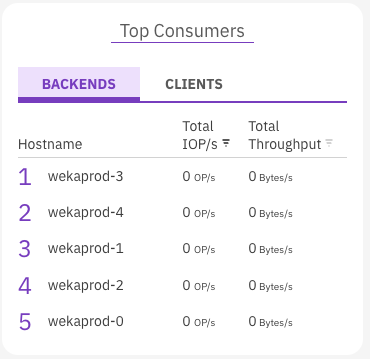 Top Consumers
BACKENDS CLIENTS
Hostname Total IOP/s Total Throughput
1 wekaprod-3 0 OP/s 0 Bytes/s
2 wekaprod-4 0 OP/s 0 Bytes/s
3 wekaprod-1 0 OP/s 0 Bytes/s
4 wekaprod-2 0 OP/s 0 Bytes/s
5 wekaprod-0 0 OP/s 0 Bytes/s